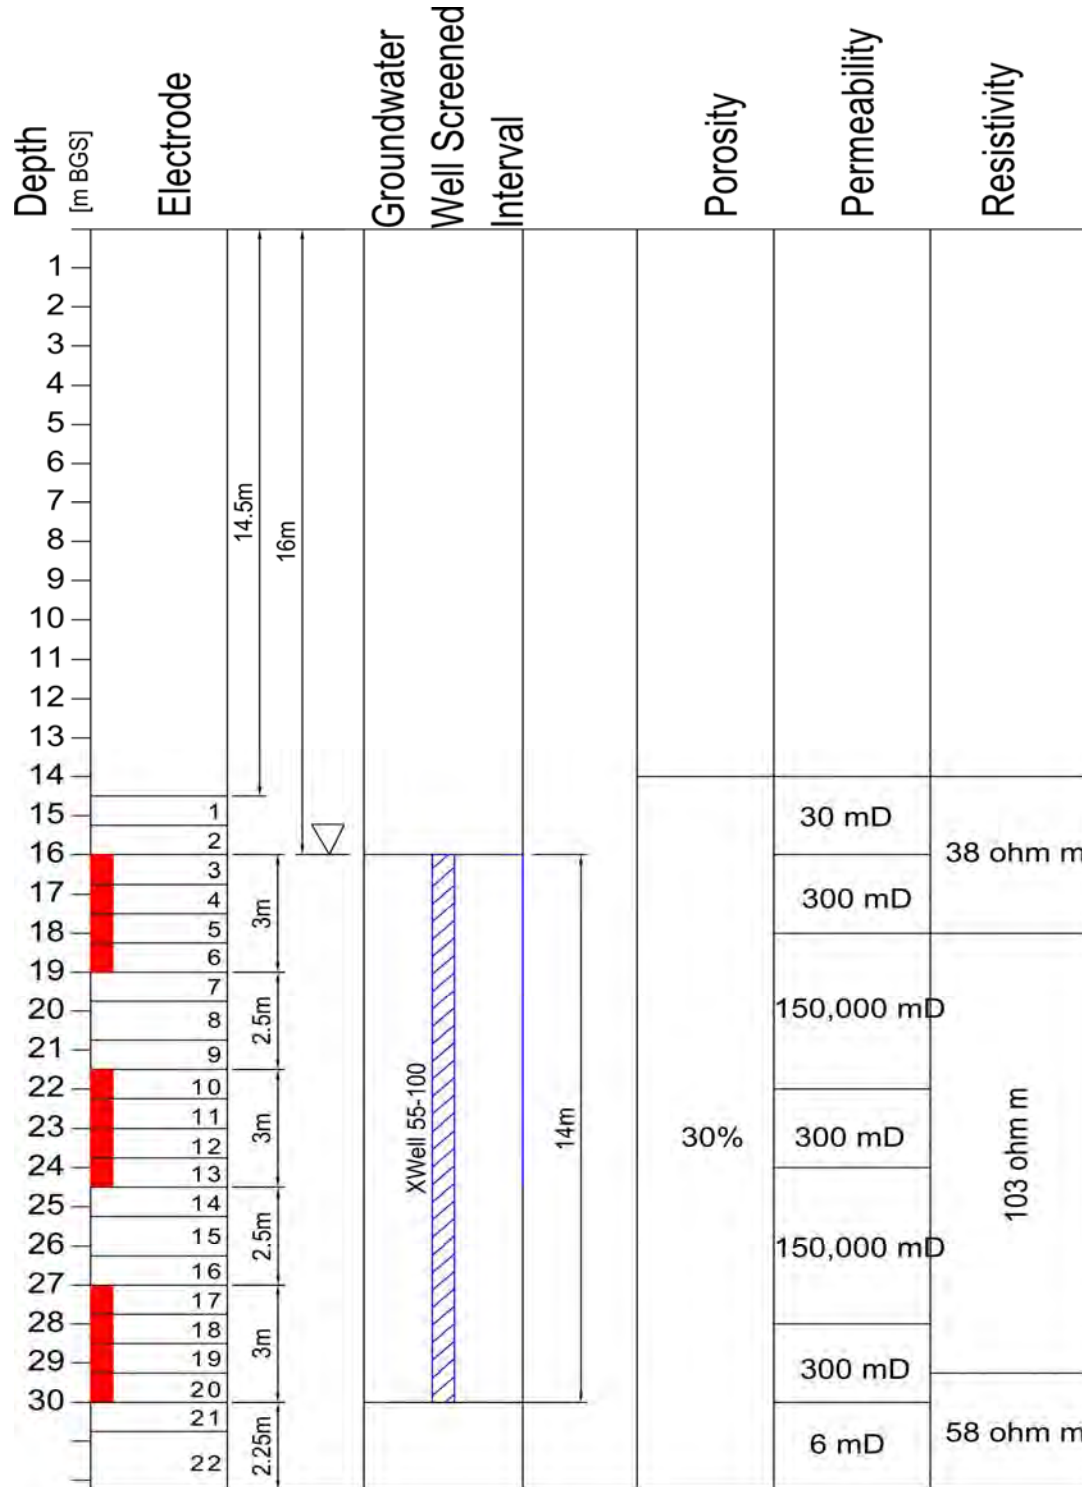 Depth
[m BGS]
Electrode
Groundwater
Well Screened
Interval
Porosity
Permeability
Resistivity
1
2
3
4
5
6
7
8
9
10
11
12
13
14
15
16
17
18
19
20
21
22
23
24
25
26
27
28
29
30
1
2
3
4
5
6
7
8
9
10
11
12
13
14
15
16
17
18
19
20
21
22
14.5m
16m
3m
2.5m
3m
2.5m
3m
2.25m
XWell 55-100
14m
30%
30 mD
300 mD
150,000 mD
300 mD
150,000 mD
300 mD
6 mD
38 ohm m
103 ohm m
58 ohm m